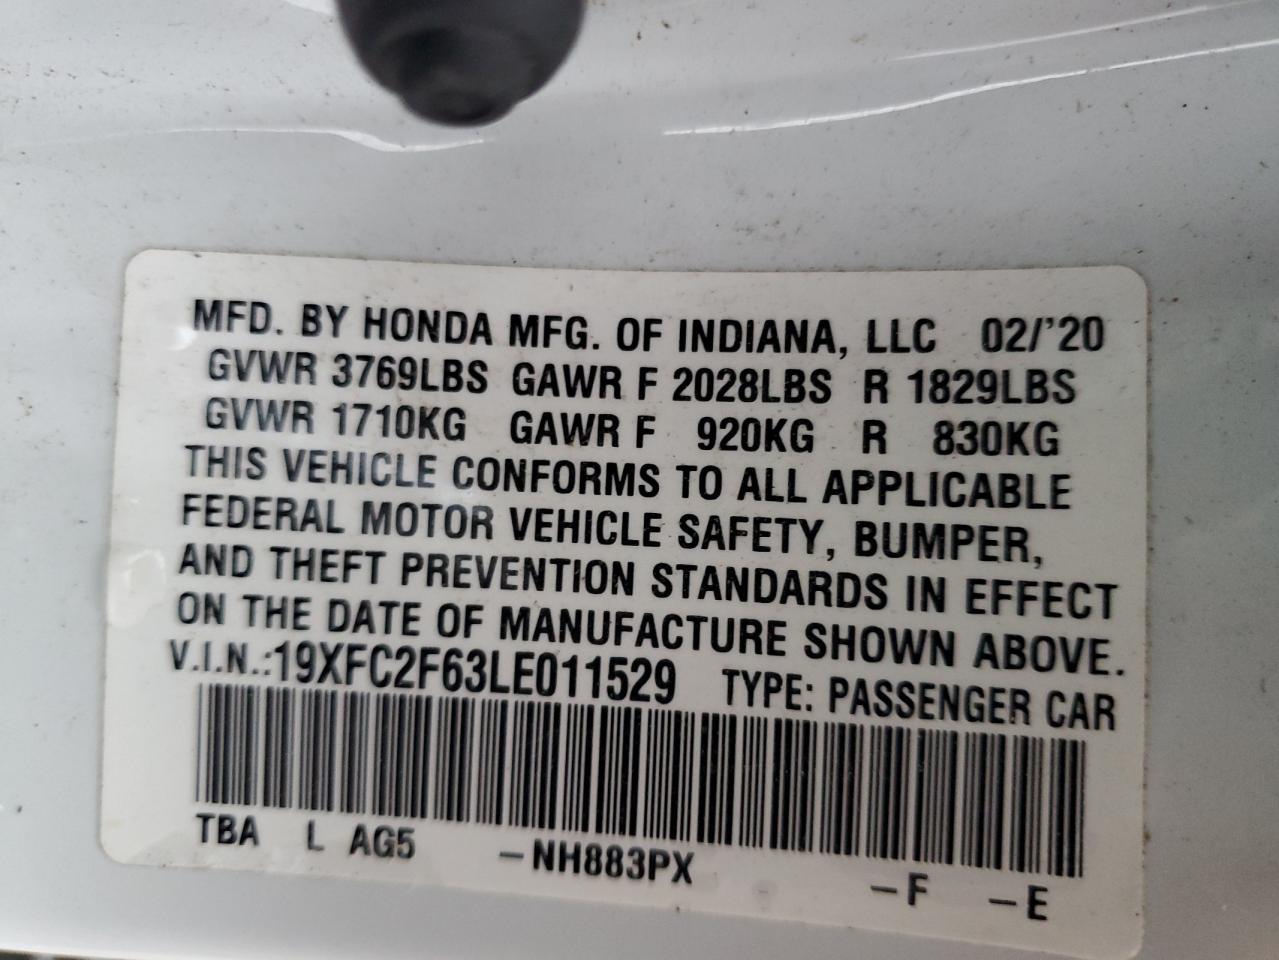 MFD. BY HONDA MFG. OF INDIANA, LLC 02/'20
GVWR 3769LBS GAWR F 2028LBS R 1829LBS
GVWR 1710KG GAWR F 920KG R 830KG
THIS VEHICLE CONFORMS TO ALL APPLICABLE
FEDERAL MOTOR VEHICLE SAFETY, BUMPER,
AND THEFT PREVENTION STANDARDS IN EFFECT
ON THE DATE OF MANUFACTURE SHOWN ABOVE.
V.I.N.:19XFC2F63LE011529 TYPE: PASSENGER CAR
TBA L AG5 –NH883PX –F –E